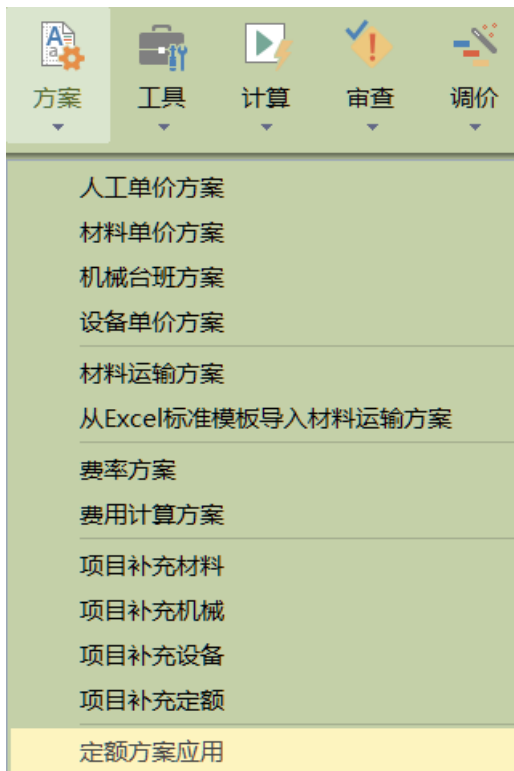 方案 工具 计算 审查 调价
人工单价方案
材料单价方案
机械台班方案
设备单价方案
材料运输方案
从Excel标准模板导入材料运输方案
费率方案
费用计算方案
项目补充材料
项目补充机械
项目补充设备
项目补充定额
定额方案应用